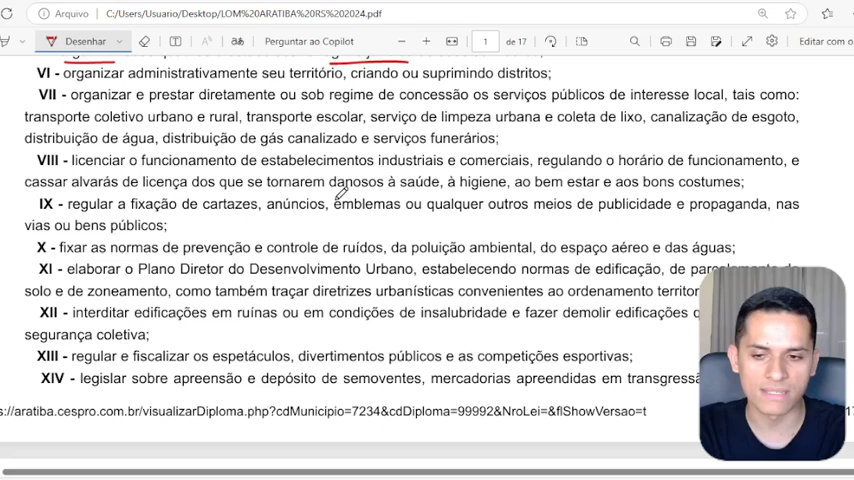 Arquivo | C:/Users/Usuario/Desktop/LOM%20ARATIBA%20RS%202024.pdf
Desenhar Perguntar ao Copilot 1 de 17 Editar com o
VI - organizar administrativamente seu território, criando ou suprimindo distritos;
VII - organizar e prestar diretamente ou sob regime de concessão os serviços públicos de interesse local, tais como:
transporte coletivo urbano e rural, transporte escolar, serviço de limpeza urbana e coleta de lixo, canalização de esgoto,
distribuição de água, distribuição de gás canalizado e serviços funerários;
VIII - licenciar o funcionamento de estabelecimentos industriais e comerciais, regulando o horário de funcionamento, e
cassar alvarás de licença dos que se tornarem danosos à saúde, à higiene, ao bem estar e aos bons costumes;
IX - regular a fixação de cartazes, anúncios, emblemas ou qualquer outros meios de publicidade e propaganda, nas
vias ou bens públicos;
X - fixar as normas de prevenção e controle de ruídos, da poluição ambiental, do espaço aéreo e das águas;
XI - elaborar o Plano Diretor do Desenvolvimento Urbano, estabelecendo normas de edificação, de
solo e de zoneamento, como também traçar diretrizes urbanísticas convenientes ao ordenamento
XII - interditar edificações em ruínas ou em condições de insalubridade e fazer demolir edificações
segurança coletiva;
XIII - regular e fiscalizar os espetáculos, divertimentos públicos e as competições esportivas;
XIV - legislar sobre apreensão e depósito de semoventes, mercadorias apreendidas em
s://aratiba.cespro.com.br/visualizarDiploma.php?cdMunicipio=7234&cdDiploma=99992&NroLei=&flShowVersao=t